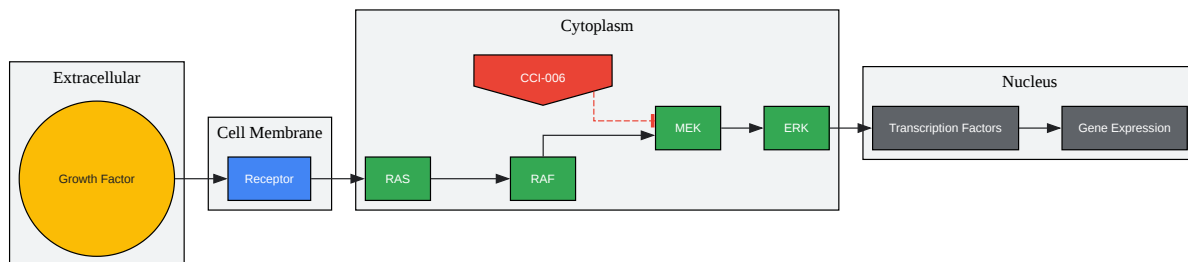 Extracellular
Growth Factor
Cell Membrane
Receptor
Cytoplasm
CCI-006
RAS
RAF
MEK
ERK
Nucleus
Transcription Factors
Gene Expression